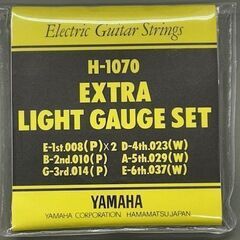 Electric Guitar Strings
H-1070
EXTRA
LIGHT GAUGE SET
E-1st.008(P)×2 D-4th.023(W)
B-2nd.010(P) A-5th.029(W)
G-3rd.014(P) E-6th.037(W)
YAMAHA
YAMAHA CORPORATION HAMAMATSU JAPAN